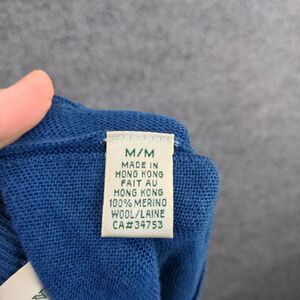 M/M
MADE IN
HONG KONG
FAIT AU
HONG KONG
100% MERINO
WOOL/LAINE
CA#34753